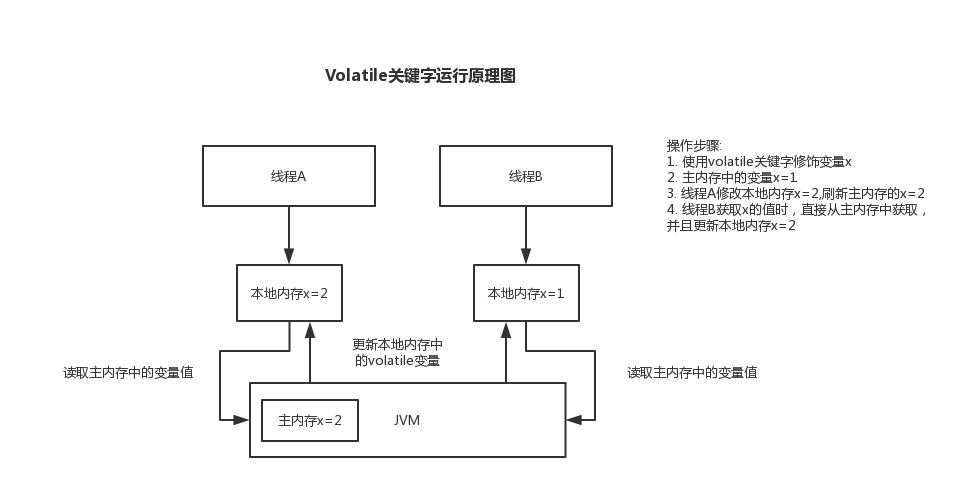 Volatile关键字运行原理图
线程A
线程B
操作步骤:
1. 使用volatile关键字修饰变量x
2. 主内存中的变量x=1
3. 线程A修改本地内存x=2,刷新主内存的x=2
4. 线程B获取x的值时，直接从主内存中获取，
并且更新本地内存x=2
本地内存x=2
本地内存x=1
更新本地内存中
的volatile变量
读取主内存中的变量值
读取主内存中的变量值
主内存x=2
JVM